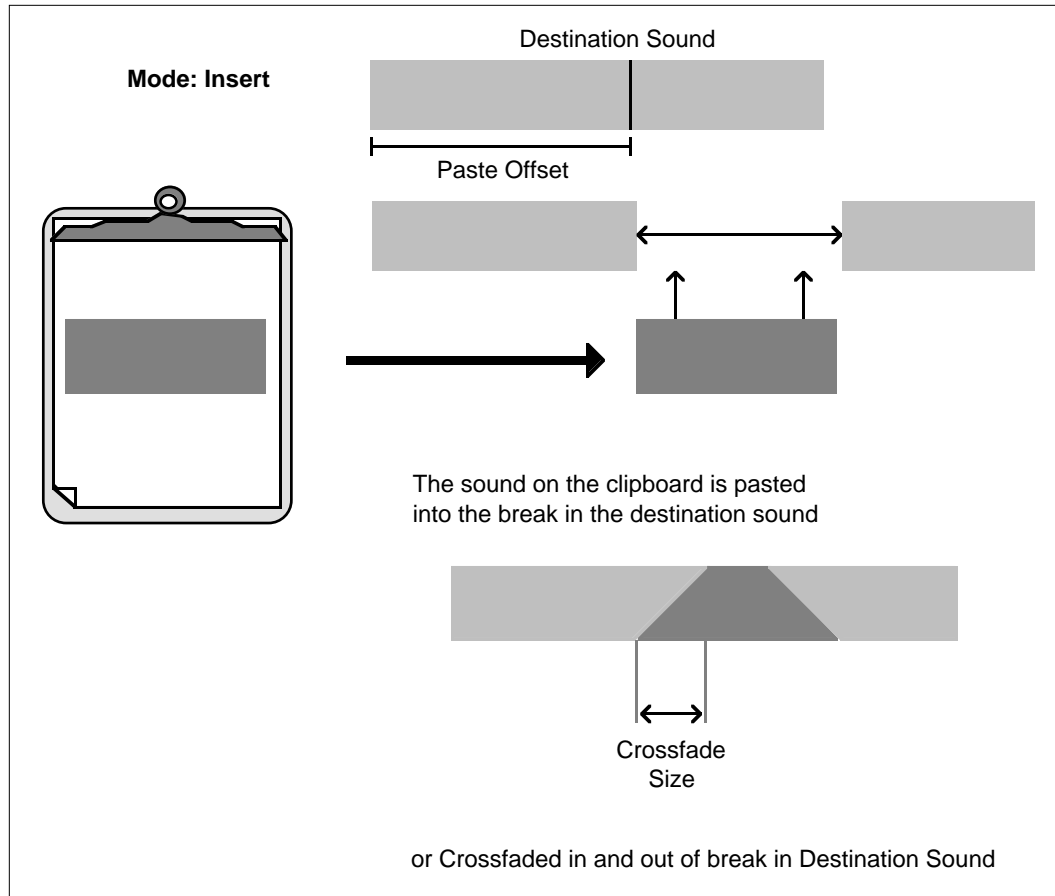 Destination Sound
Mode: Insert
Paste Offset
The sound on the clipboard is pasted
into the break in the destination sound
Crossfade
Size
or Crossfaded in and out of break in Destination Sound